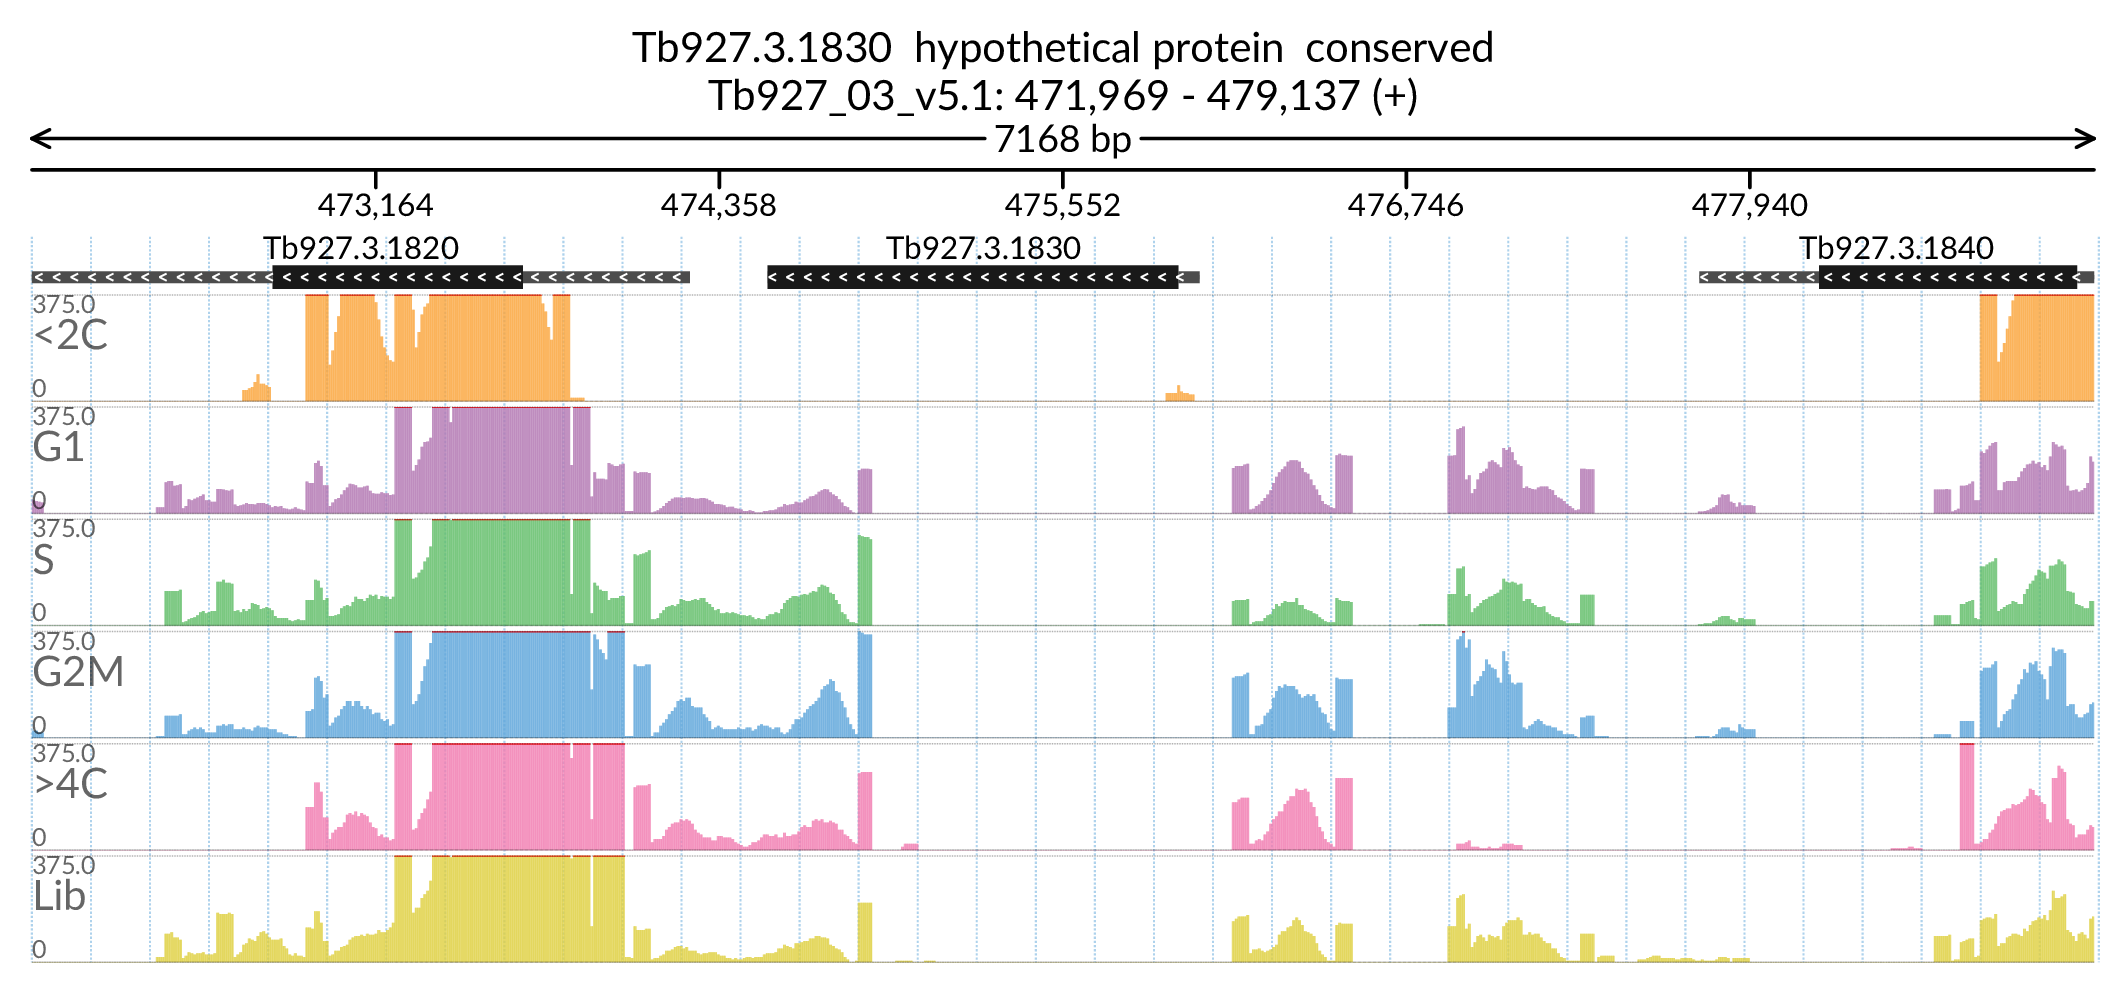 Tb927.3.1830  hypothetical protein  conserved
Tb927_03_v5.1: 471,969 - 479,137 (+)
7168 bp
473,164 474,358 475,552 476,746 477,940
Tb927.3.1820 Tb927.3.1830 Tb927.3.1840
375.0
<2C
0
375.0
G1
0
375.0
S
0
375.0
G2M
0
375.0
>4C
0
375.0
Lib
0